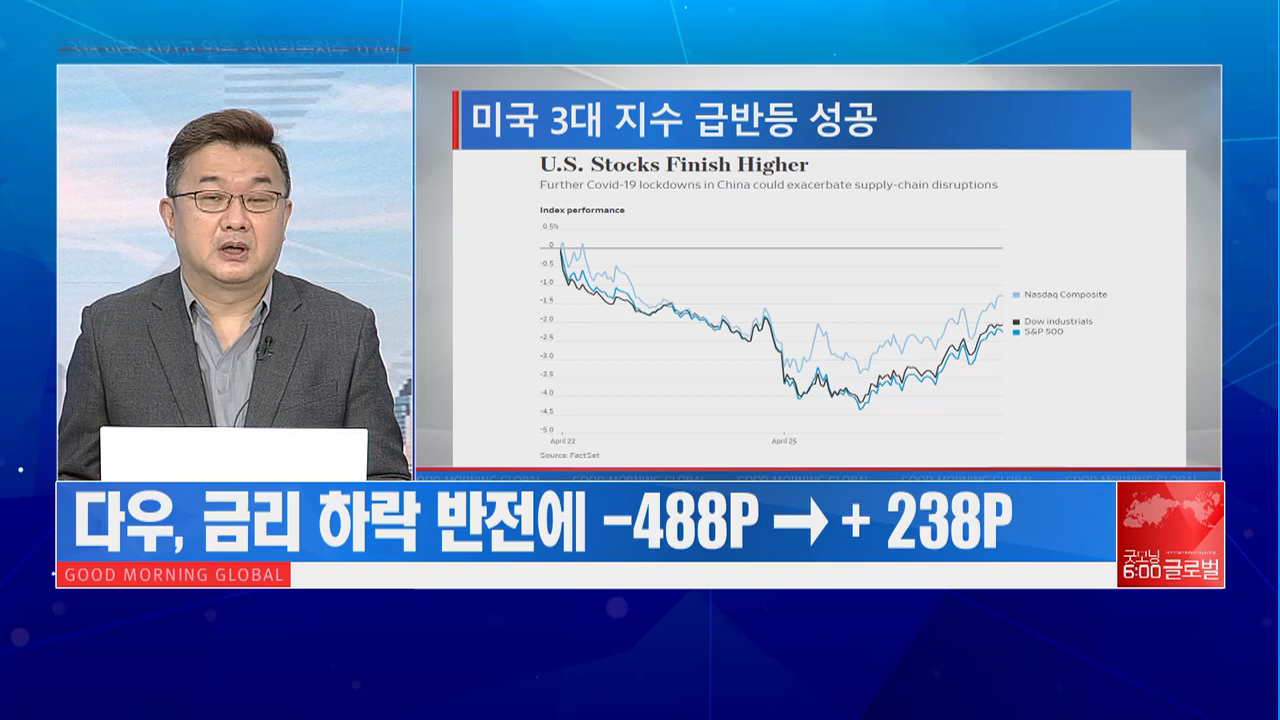 미국 3대 지수 급반등 성공
U.S. Stocks Finish Higher
Further Covid-19 lockdowns in China could exacerbate supply-chain disruptions
Index performance
0.5%
0
-0.5
-1.0
-1.5
-2.0
-2.5
-3.0
-3.5
-4.0
-4.5
-5.0
April 22
April 25
Nasdaq Composite
Dow industrials
S&P 500
Source: FactSet
GOOD MORNING GLOBAL
다우, 금리 하락 반전에 -488P → + 238P
GOOD MORNING GLOBAL
굿모닝
6:00 글로벌